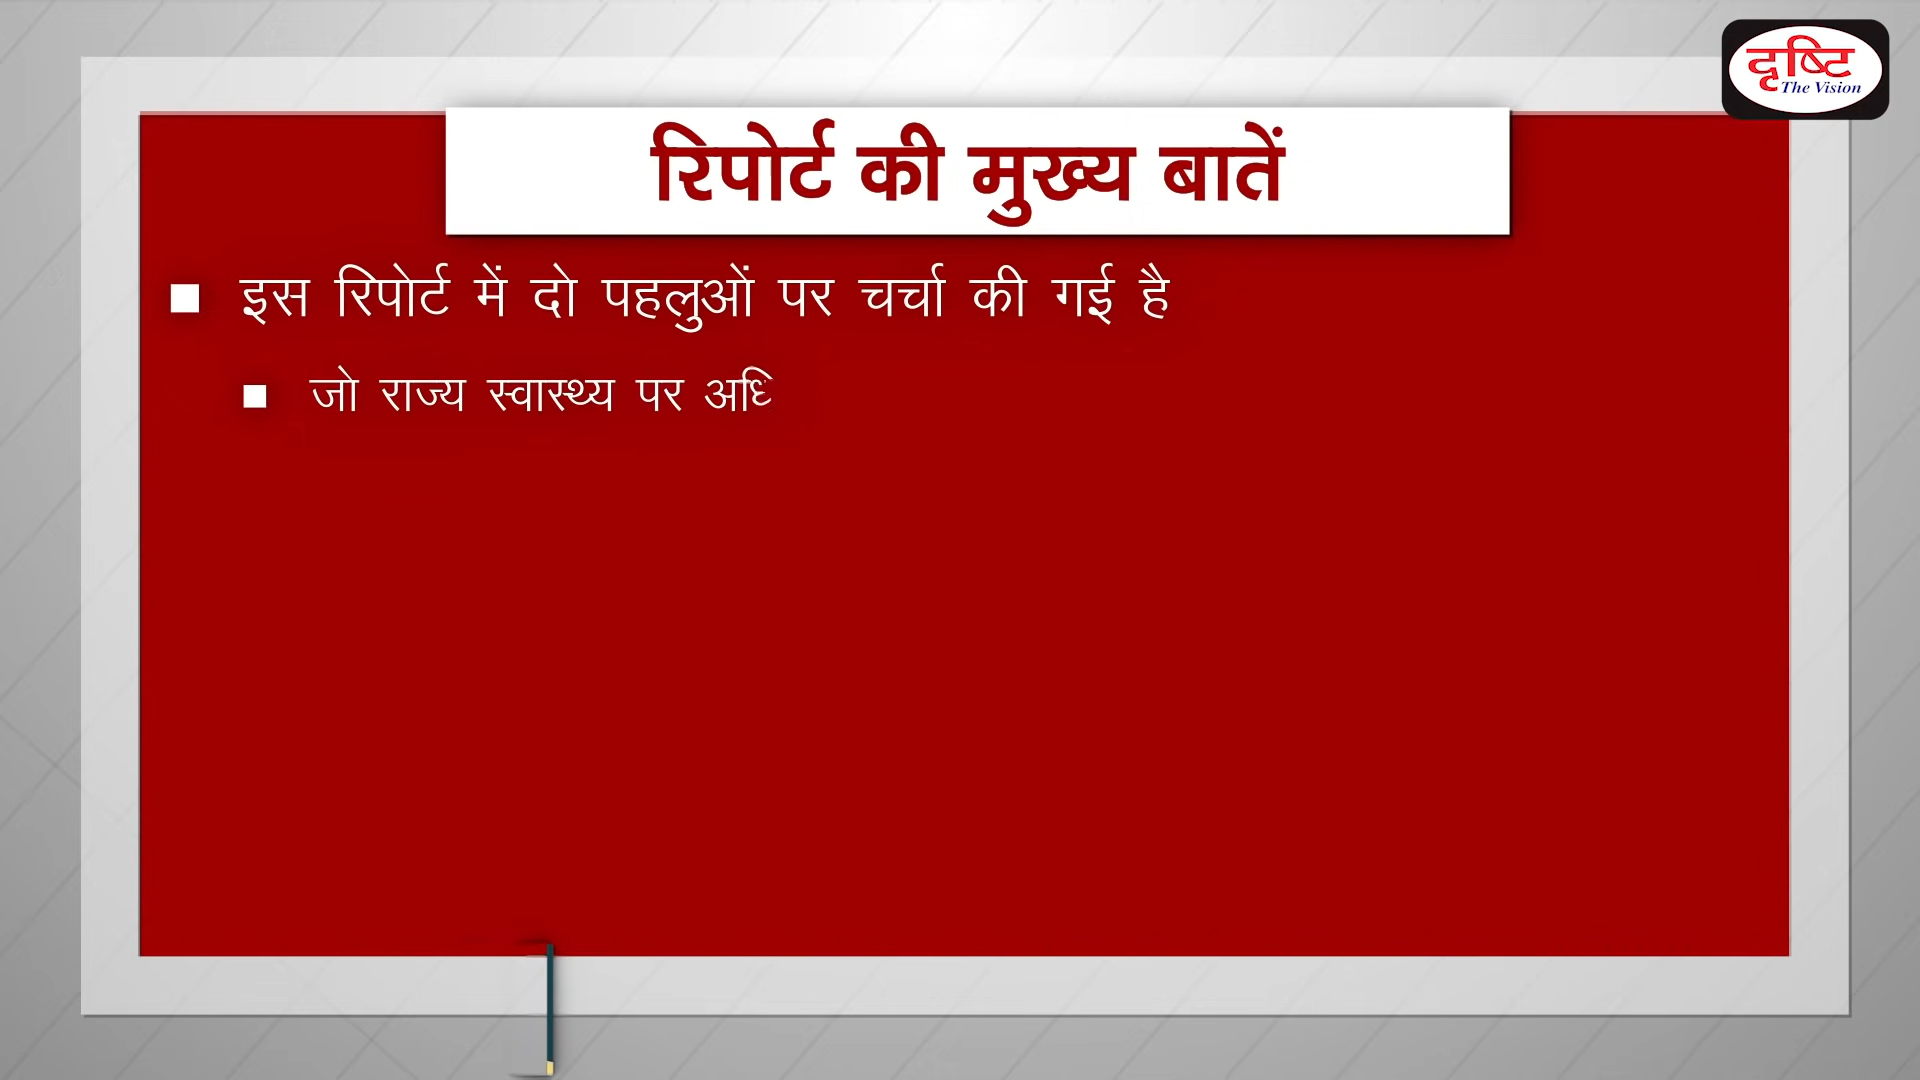 दृष्टि
The Vision
रिपोर्ट की मुख्य बातें
इस रिपोर्ट में दो पहलुओं पर चर्चा की गई है
जो राज्य स्वास्थ्य पर